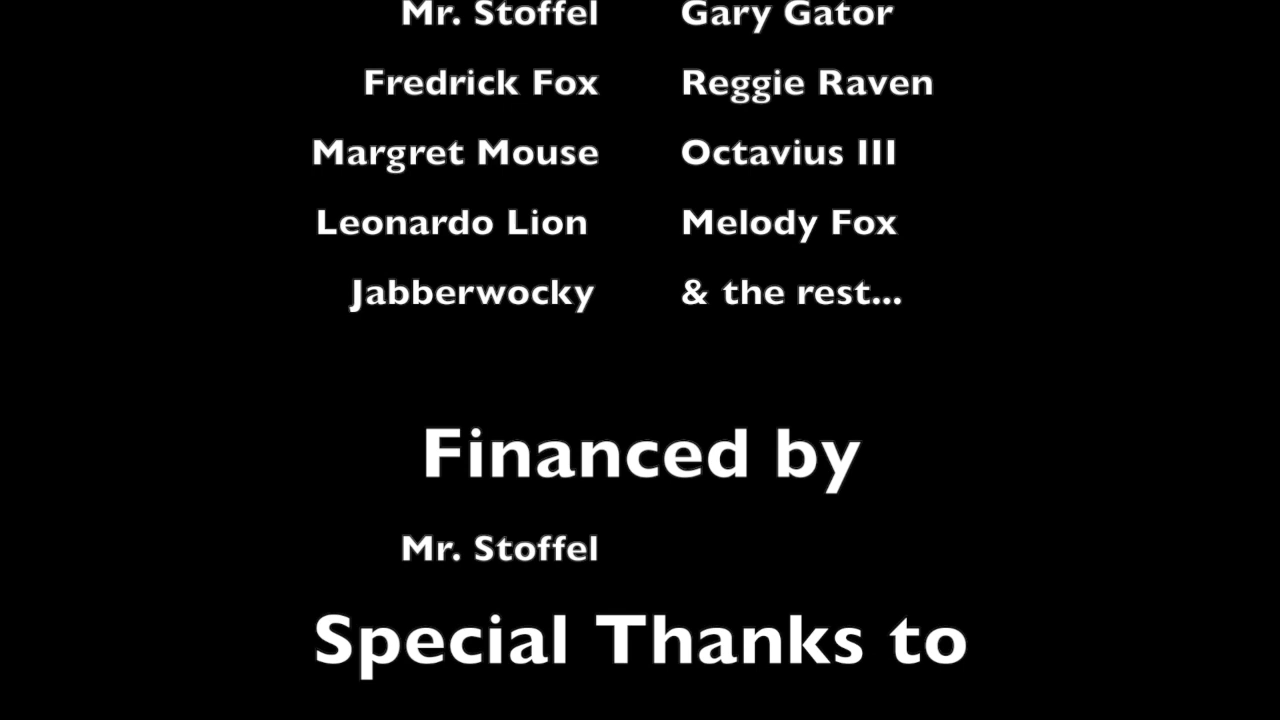 Mr. Stoffel Gary Gator
Fredrick Fox Reggie Raven
Margret Mouse Octavius III
Leonardo Lion Melody Fox
Jabberwocky & the rest...
Financed by
Mr. Stoffel
Special Thanks to